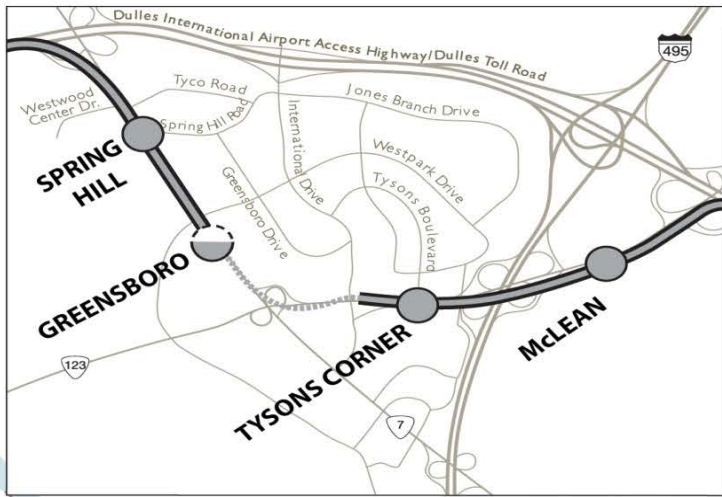 Dulles International Airport Access Highway/Dulles Toll Road
495
Tyco Road
Jones Branch Drive
Westwood
Center Dr.
Spring Hill Road
International Drive
Westpark Drive
SPRING
HILL
Greensboro Drive
Tysons Boulevard
GREENSBORO
McLEAN
TYSONS CORNER
123
7